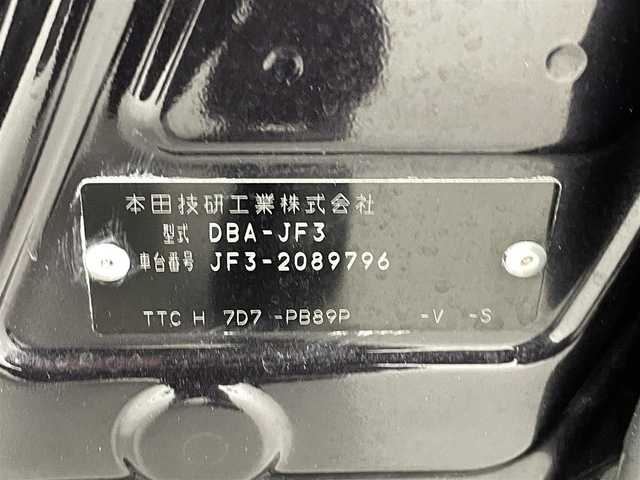 本田技研工業株式会社
型式 DBA-JF3
車台番号 JF3-2089796
TTC H 7D7 -PB89P -V -S